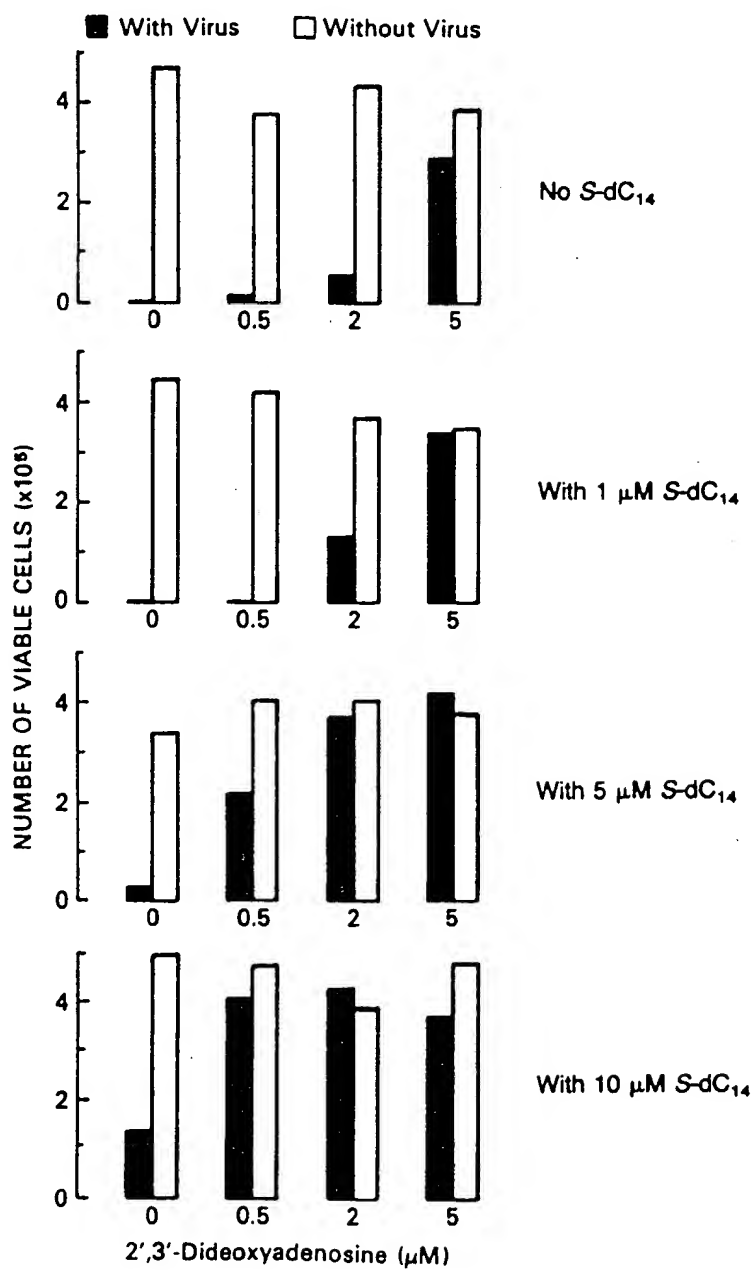 With Virus Without Virus
4
2
0
0 0.5 2 5
No S-dC₁₄
4
2
0
0 0.5 2 5
With 1 µM S-dC₁₄
NUMBER OF VIABLE CELLS (x10⁵)
4
2
0
0 0.5 2 5
With 5 µM S-dC₁₄
4
2
0
0 0.5 2 5
With 10 µM S-dC₁₄
2',3'-Dideoxyadenosine (µM)